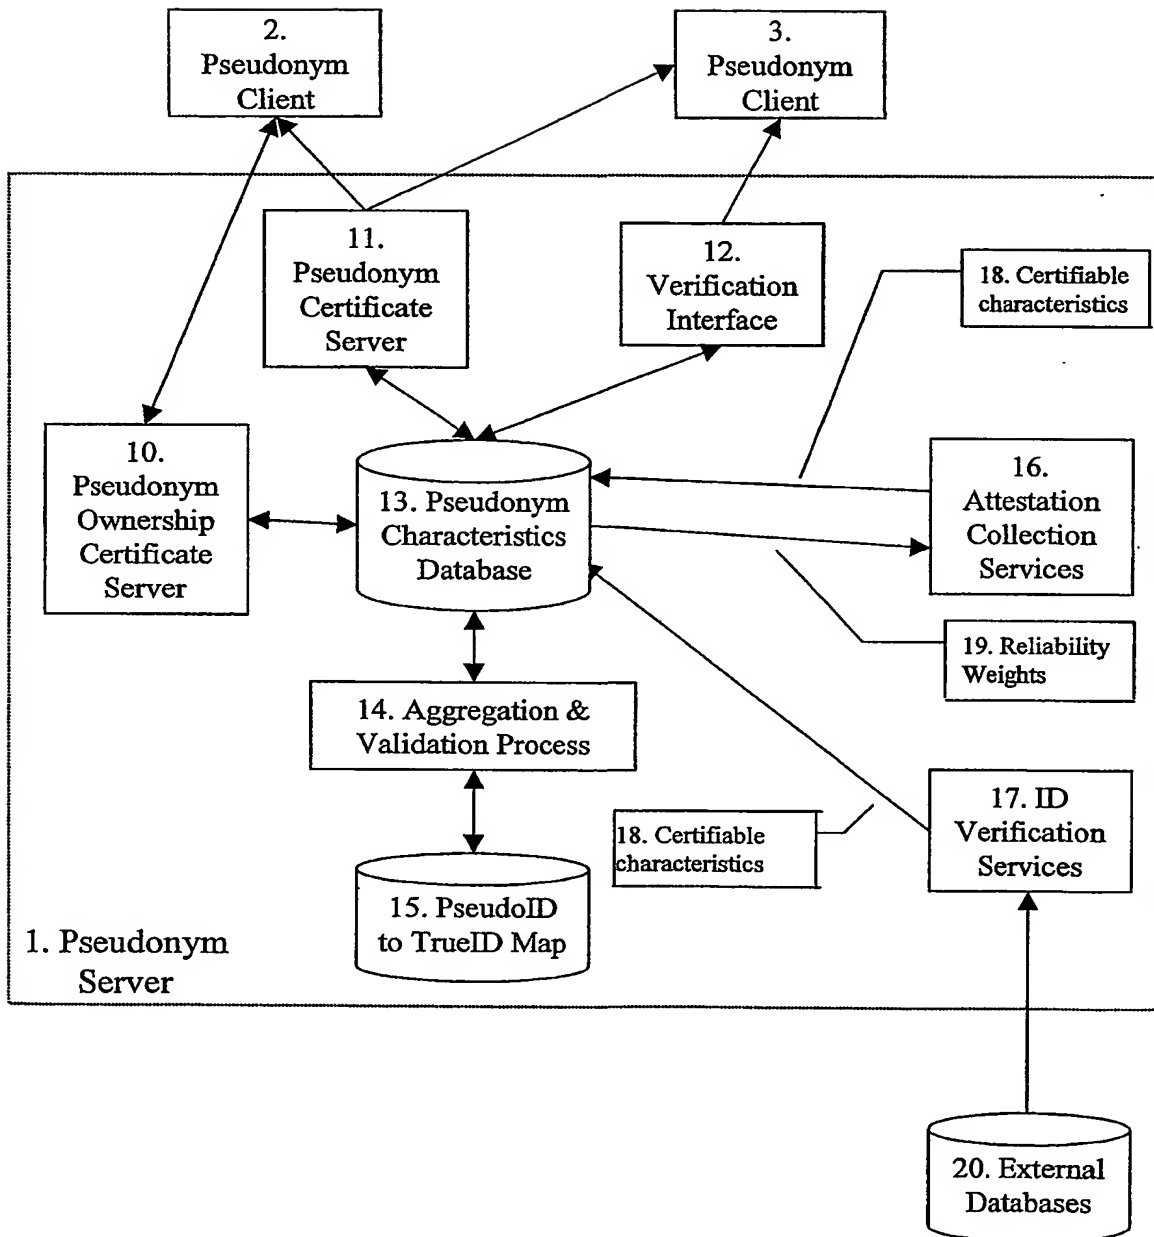 2.
Pseudonym
Client
3.
Pseudonym
Client
11.
Pseudonym
Certificate
Server
12.
Verification
Interface
18. Certifiable
characteristics
10.
Pseudonym
Ownership
Certificate
Server
13. Pseudonym
Characteristics
Database
16.
Attestation
Collection
Services
19. Reliability
Weights
14. Aggregation &
Validation Process
17. ID
Verification
Services
18. Certifiable
characteristics
15. PseudoID
to TrueID Map
1. Pseudonym
Server
20. External
Databases